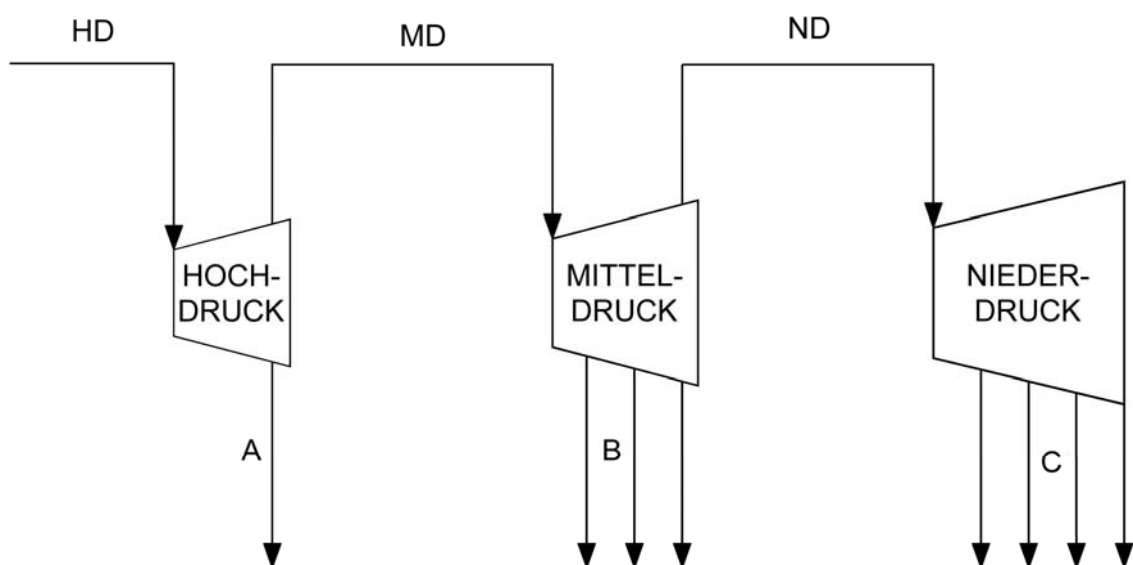 HD
MD
ND
HOCH-
DRUCK
MITTEL-
DRUCK
NIEDER-
DRUCK
A
B
C